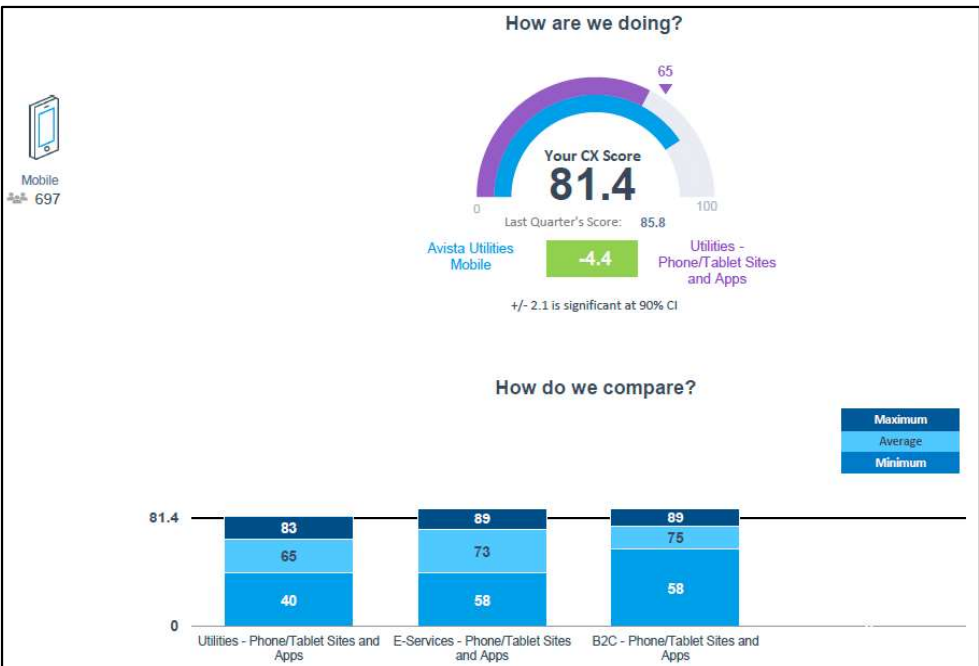 How are we doing?
65
Mobile
697
Your CX Score
81.4
0
100
Last Quarter's Score: 85.8
Avista Utilities
Mobile
-4.4
Utilities -
Phone/Tablet Sites
and Apps
+/- 2.1 is significant at 90% CI
How do we compare?
Maximum
Average
Minimum
81.4
83
89
89
65
73
75
40
58
58
0
Utilities - Phone/Tablet Sites and
Apps
E-Services - Phone/Tablet Sites
and Apps
B2C - Phone/Tablet Sites and
Apps